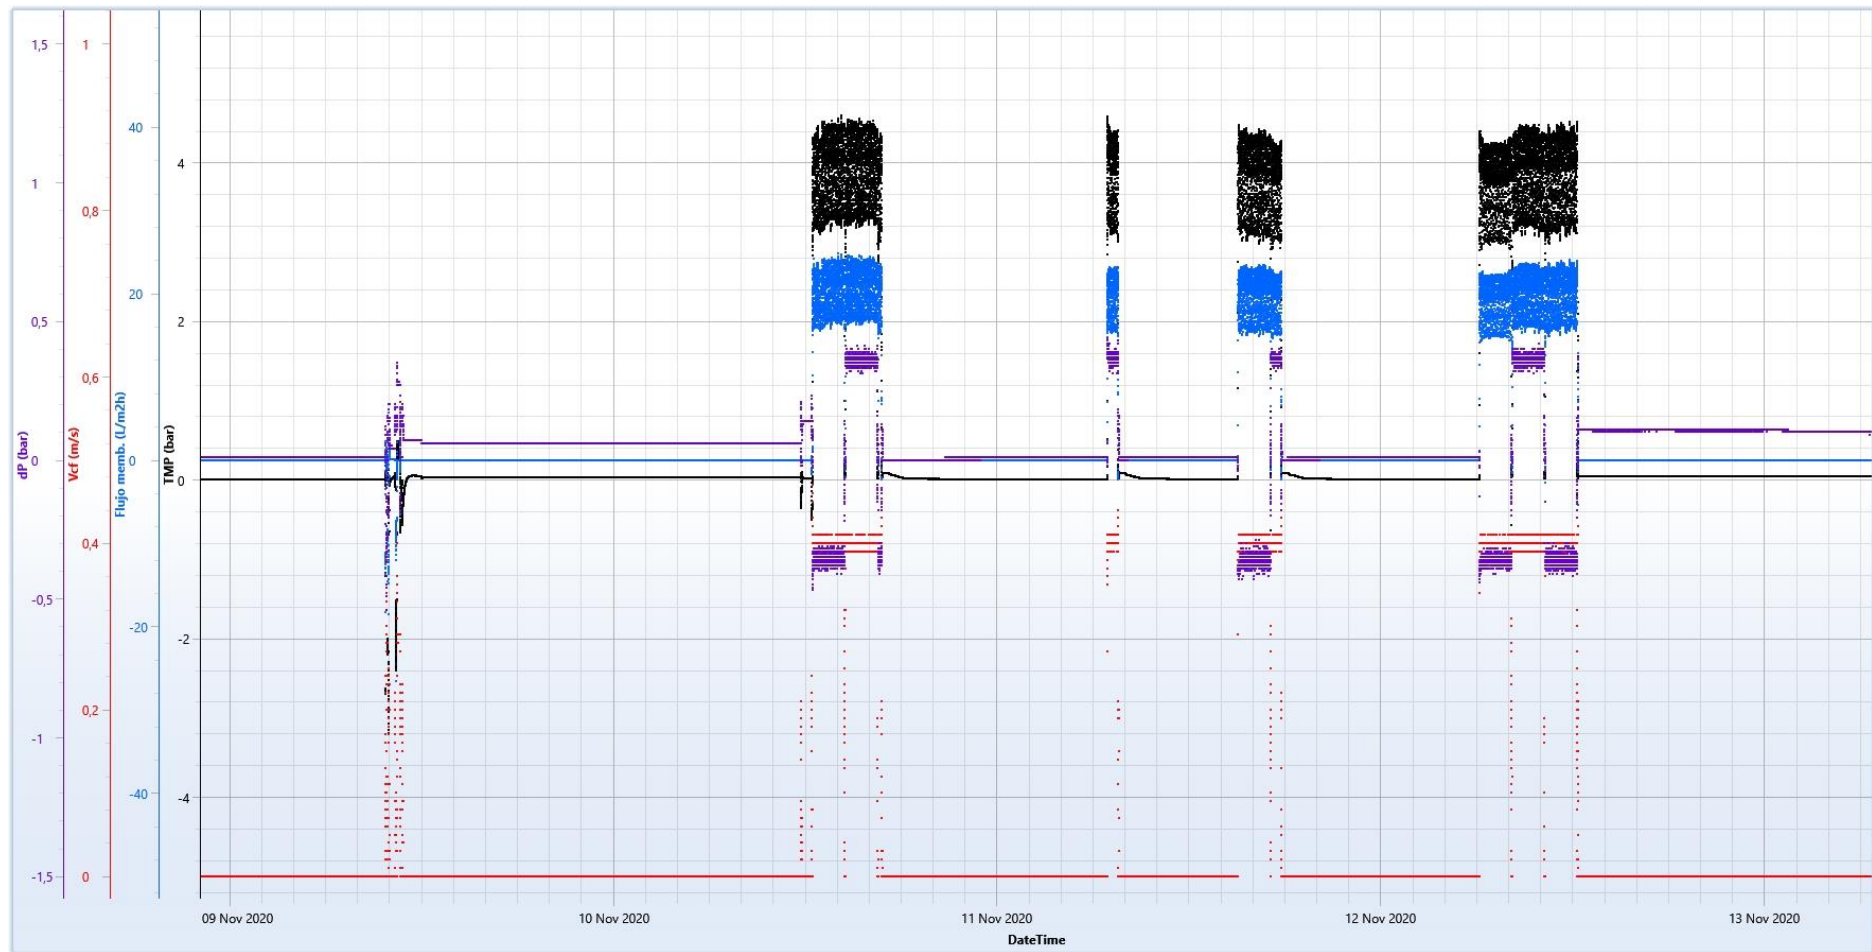 dP (bar)
1,5
1
0,5
0
-0,5
-1
-1,5
Vcf (m/s)
1
0,8
0,6
0,4
0,2
0
Flujo memb. (L/m2h)
40
20
0
-20
-40
TMP (bar)
4
2
0
-2
-4
09 Nov 2020
10 Nov 2020
11 Nov 2020
12 Nov 2020
13 Nov 2020
DateTime